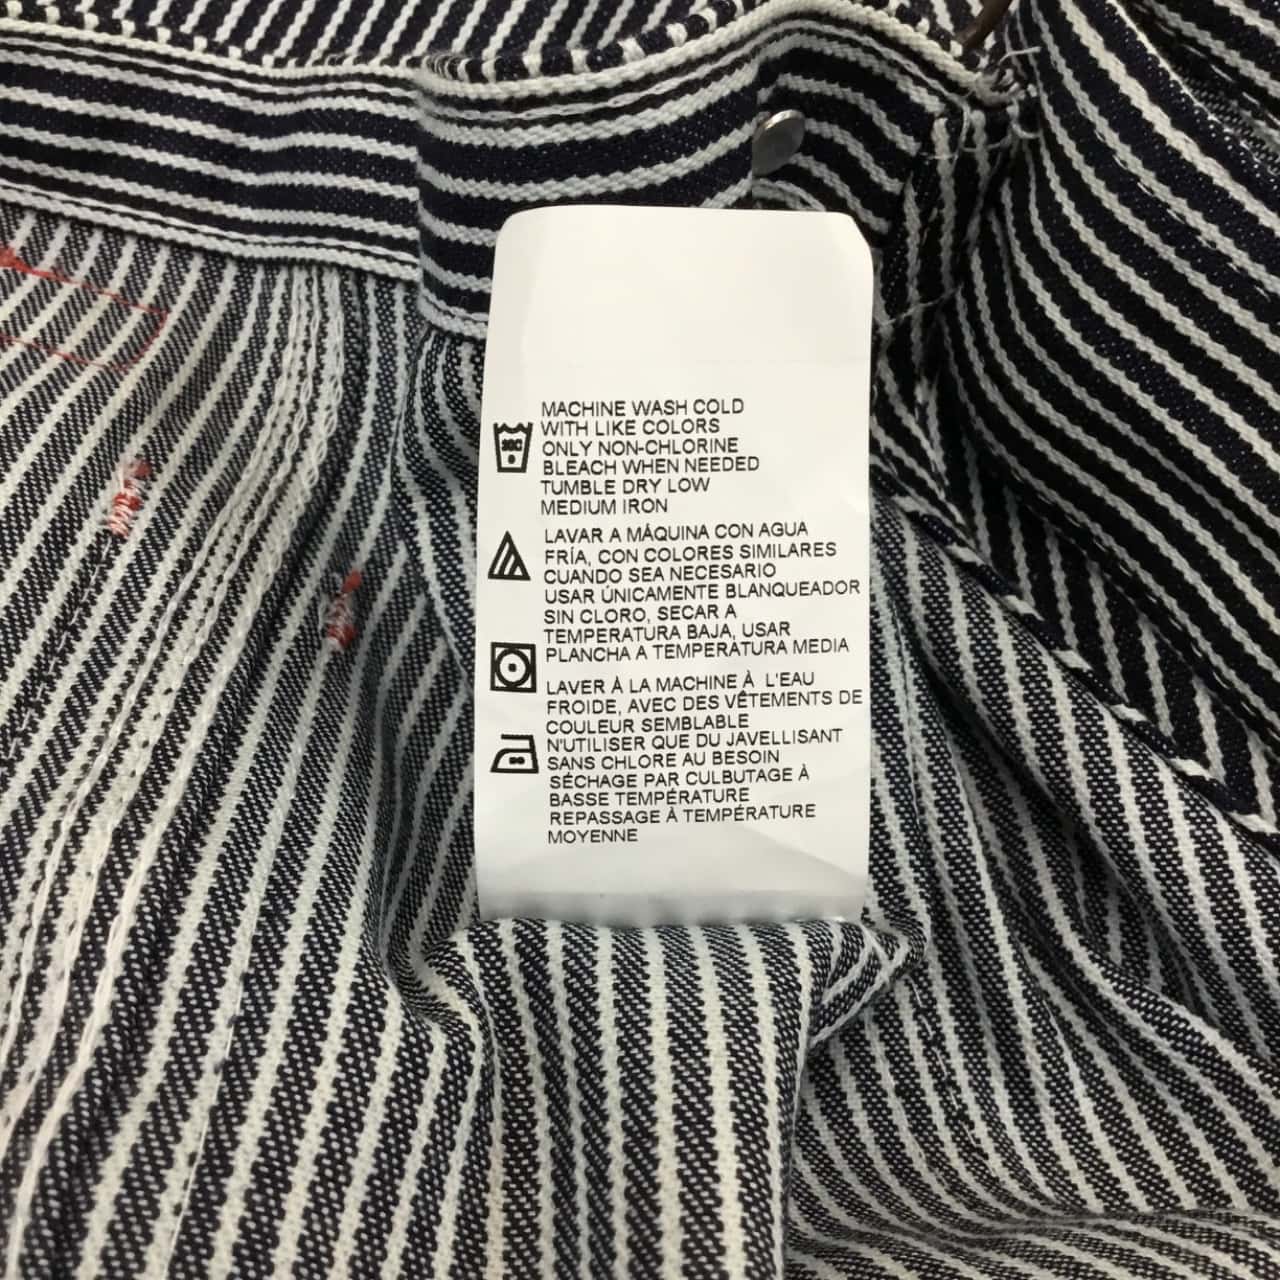 MACHINE WASH COLD
WITH LIKE COLORS
ONLY NON-CHLORINE
BLEACH WHEN NEEDED
TUMBLE DRY LOW
MEDIUM IRON
LAVAR A MÁQUINA CON AGUA
FRÍA, CON COLORES SIMILARES
CUANDO SEA NECESARIO
USAR ÚNICAMENTE BLANQUEADOR
SIN CLORO, SECAR A
TEMPERATURA BAJA, USAR
PLANCHA A TEMPERATURA MEDIA
LAVER À LA MACHINE À L'EAU
FROIDE, AVEC DES VÊTEMENTS DE
COULEUR SEMBLABLE
N'UTILISER QUE DU JAVELLISANT
SANS CHLORE AU BESOIN
SÉCHAGE PAR CULBUTAGE À
BASSE TEMPÉRATURE
REPASSAGE À TEMPÉRATURE
MOYENNE